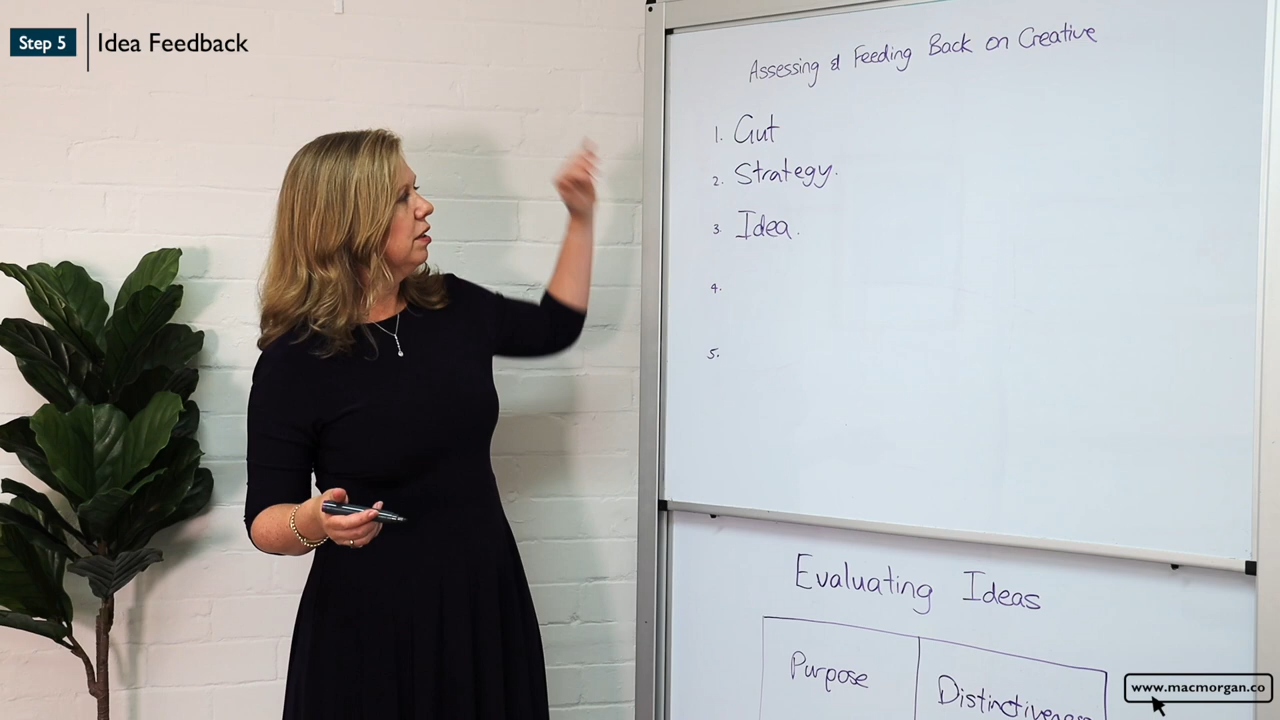 Step 5
Idea Feedback
Assessing & Feeding Back on Creative
1. Gut
2. Strategy.
3. Idea.
4.
5.
Evaluating Ideas
Purpose
Distinctiveness
www.macmorgan.co